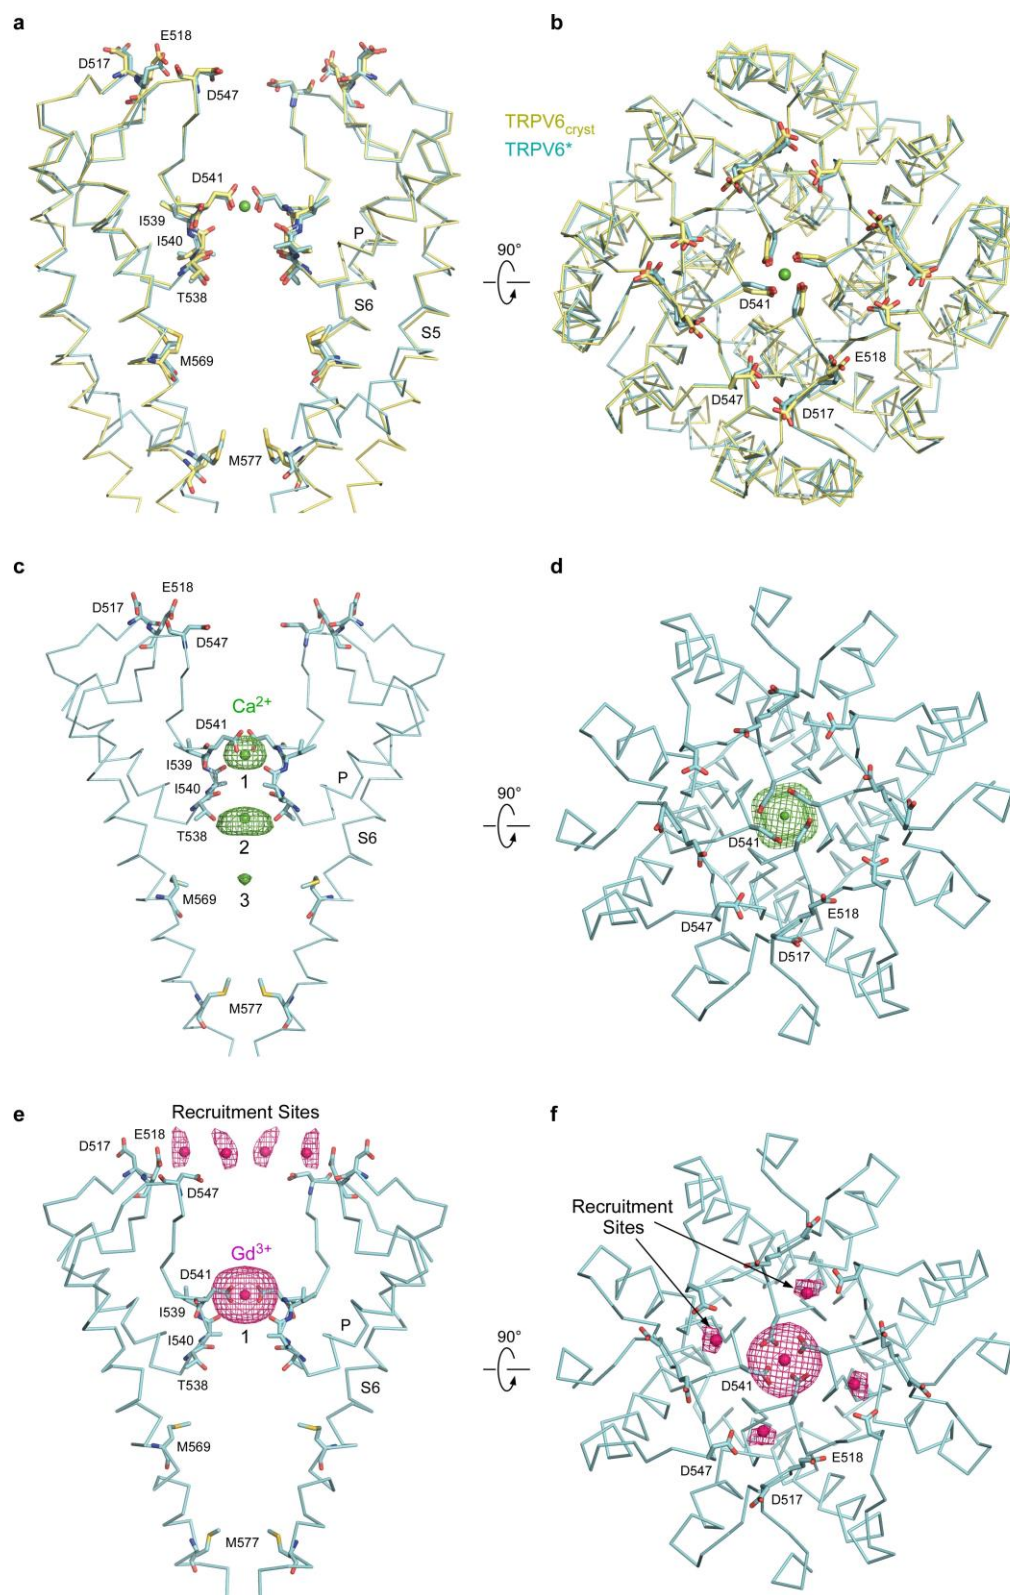 a
E518
D517
D547
D541
I539
I540
P
T538
S6
S5
M569
M577
90°
b
TRPV6cryst
TRPV6*
D541
E518
D547
D517
c
E518
D517
D547
Ca2+
D541
I539
1
I540
P
T538
S6
2
M569
3
M577
90°
d
D541
E518
D547
D517
e
Recruitment Sites
E518
D517
D547
Gd3+
D541
I539
1
P
I540
T538
S6
M569
M577
90°
f
Recruitment
Sites
D541
E518
D547
D517